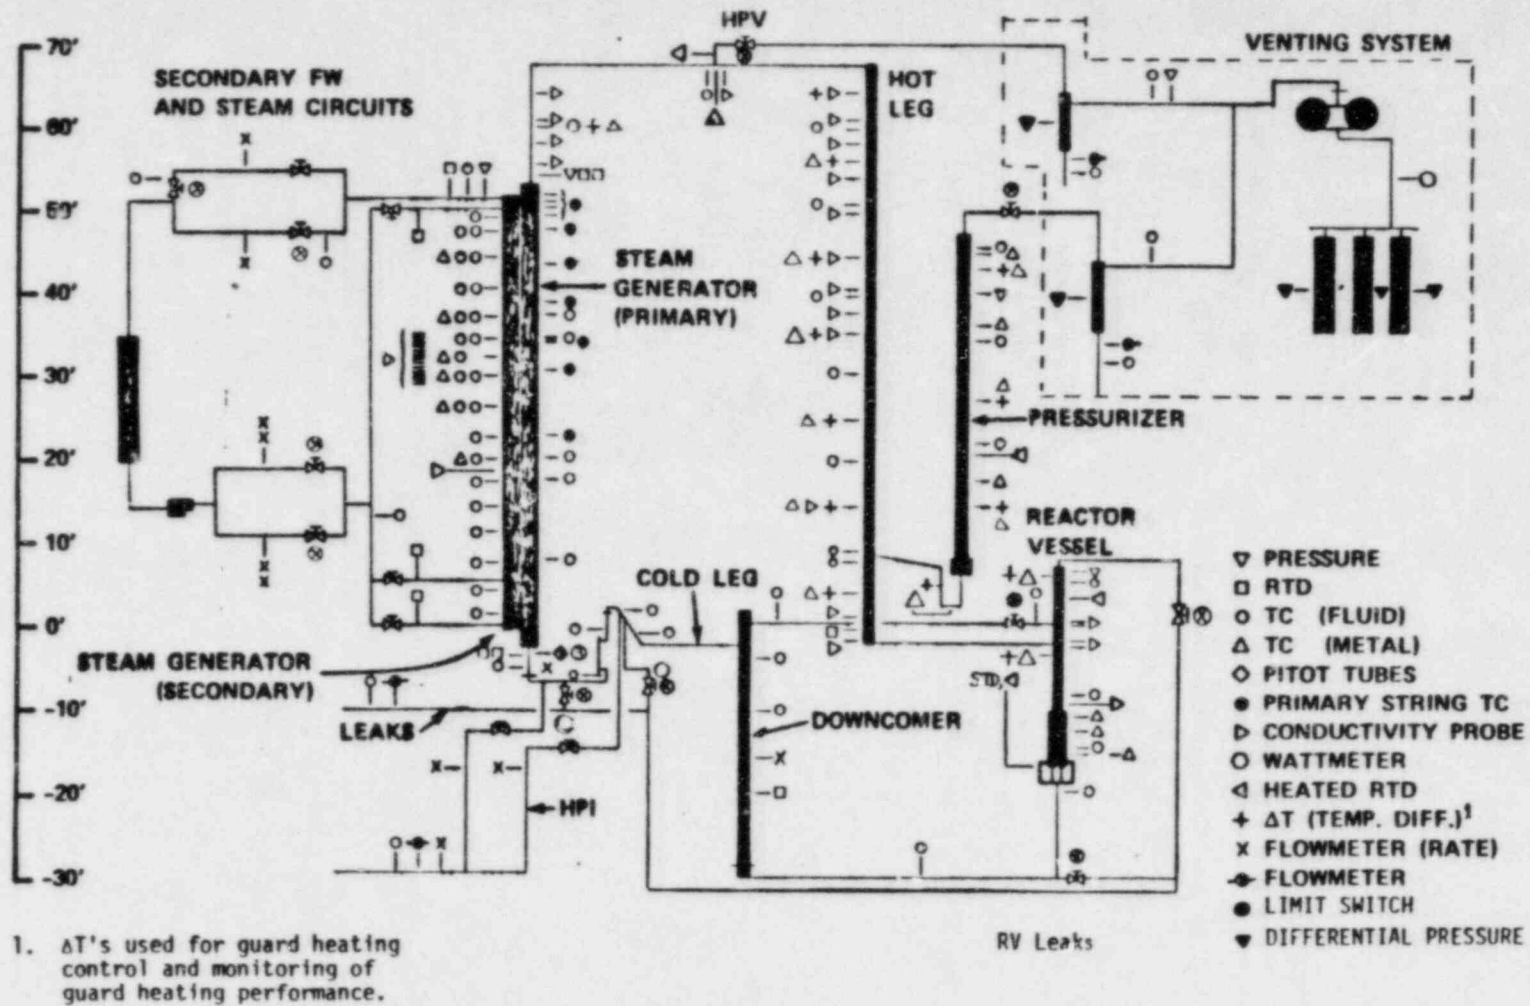 HPV
70'
VENTING SYSTEM
SECONDARY FW
AND STEAM CIRCUITS
HOT
LEG
60'
50'
STEAM
GENERATOR
(PRIMARY)
40'
30'
PRESSURIZER
20'
REACTOR
VESSEL
10'
COLD LEG
0'
STEAM GENERATOR
(SECONDARY)
-10'
LEAKS
DOWNCOMER
-20'
HPI
-30'
▽ PRESSURE
□ RTD
○ TC (FLUID)
△ TC (METAL)
◇ PITOT TUBES
● PRIMARY STRING TC
▷ CONDUCTIVITY PROBE
○ WATTMETER
◁ HEATED RTD
+ ΔT (TEMP. DIFF.)¹
X FLOWMETER (RATE)
FLOWMETER
● LIMIT SWITCH
▼ DIFFERENTIAL PRESSURE
RV Leaks
1. ΔT's used for guard heating
control and monitoring of
guard heating performance.